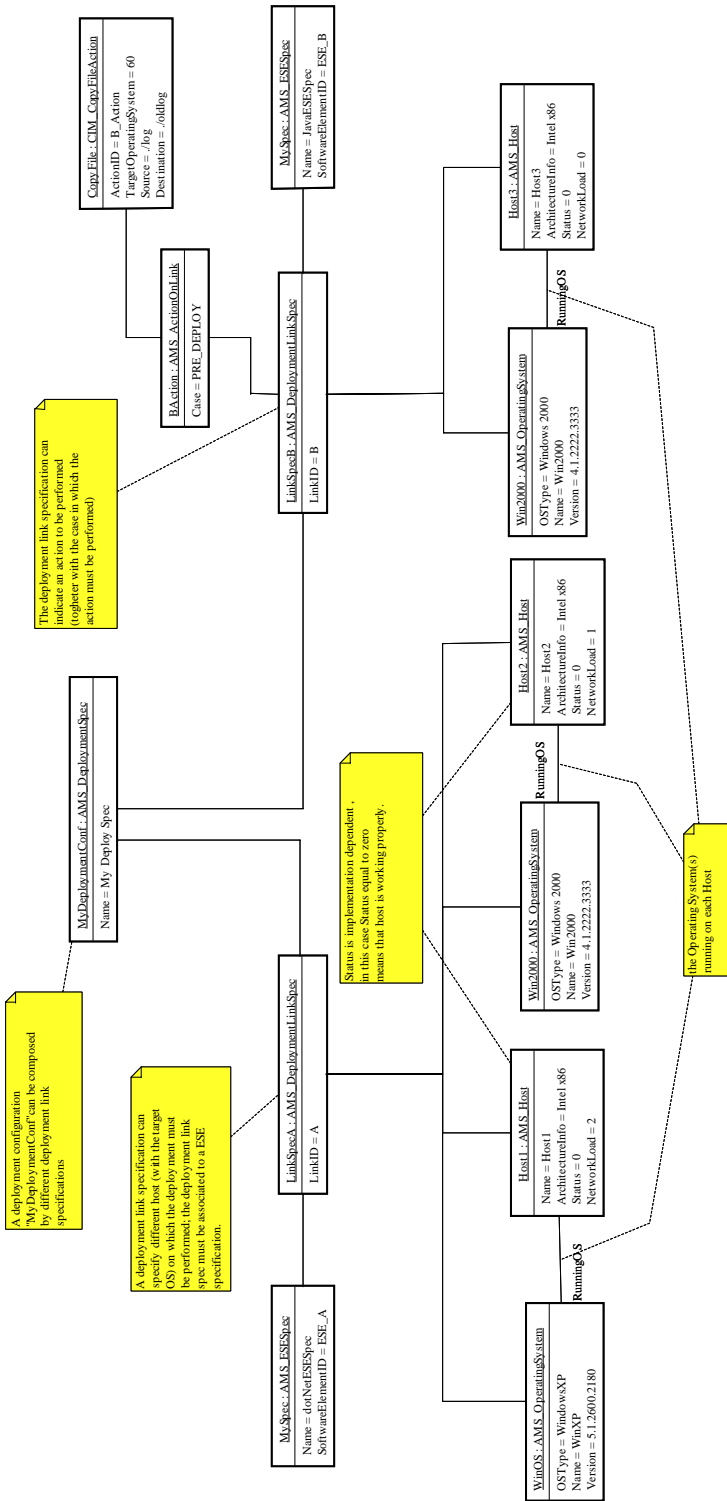 A deployment configuration
"MyDeploymentConf"can be composed
by different deployment link
specifications
MyDeploymentConf : AMS_DeploymentSpec
Name = My Deploy Spec
The deployment link specification can
indicate an action to be performed
(togheter with the case in which the
action must be performed)
CopyFile : CIM_CopyFileAction
ActionID = B_Action
TargetOperatingSystem = 60
Source = ./log
Destination = ./oldlog
A deployment link specification can
specify different host (with the target
OS) on which the deployment must
be performed; the deployment link
spec must be associated to a ESE
specification.
BAction : AMS_ActionOnLink
Case = PRE_DEPLOY
MySpec : AMS_ESESpec
Name = dotNetESESpec
SoftwareElementID = ESE_A
LinkSpecA : AMS_DeploymentLinkSpec
LinkID = A
LinkSpecB : AMS_DeploymentLinkSpec
LinkID = B
MySpec : AMS_ESESpec
Name = JavaESESpec
SoftwareElementID = ESE_B
Status is implementation dependent ,
in this case Status equal to zero
means that host is working properly.
WinOS : AMS_OperatingSystem
OSType = WindowsXP
Name = WinXP
Version = 5.1.2600.2180
RunningOS
Host1 : AMS_Host
Name = Host1
ArchitectureInfo = Intel x86
Status = 0
NetworkLoad = 2
Win2000 : AMS_OperatingSystem
OSType = Windows 2000
Name = Win2000
Version = 4.1.2222.3333
RunningOS
Host2 : AMS_Host
Name = Host2
ArchitectureInfo = Intel x86
Status = 0
NetworkLoad = 1
Win2000 : AMS_OperatingSystem
OSType = Windows 2000
Name = Win2000
Version = 4.1.2222.3333
RunningOS
Host3 : AMS_Host
Name = Host3
ArchitectureInfo = Intel x86
Status = 0
NetworkLoad = 0
the Operating System(s)
running on each Host